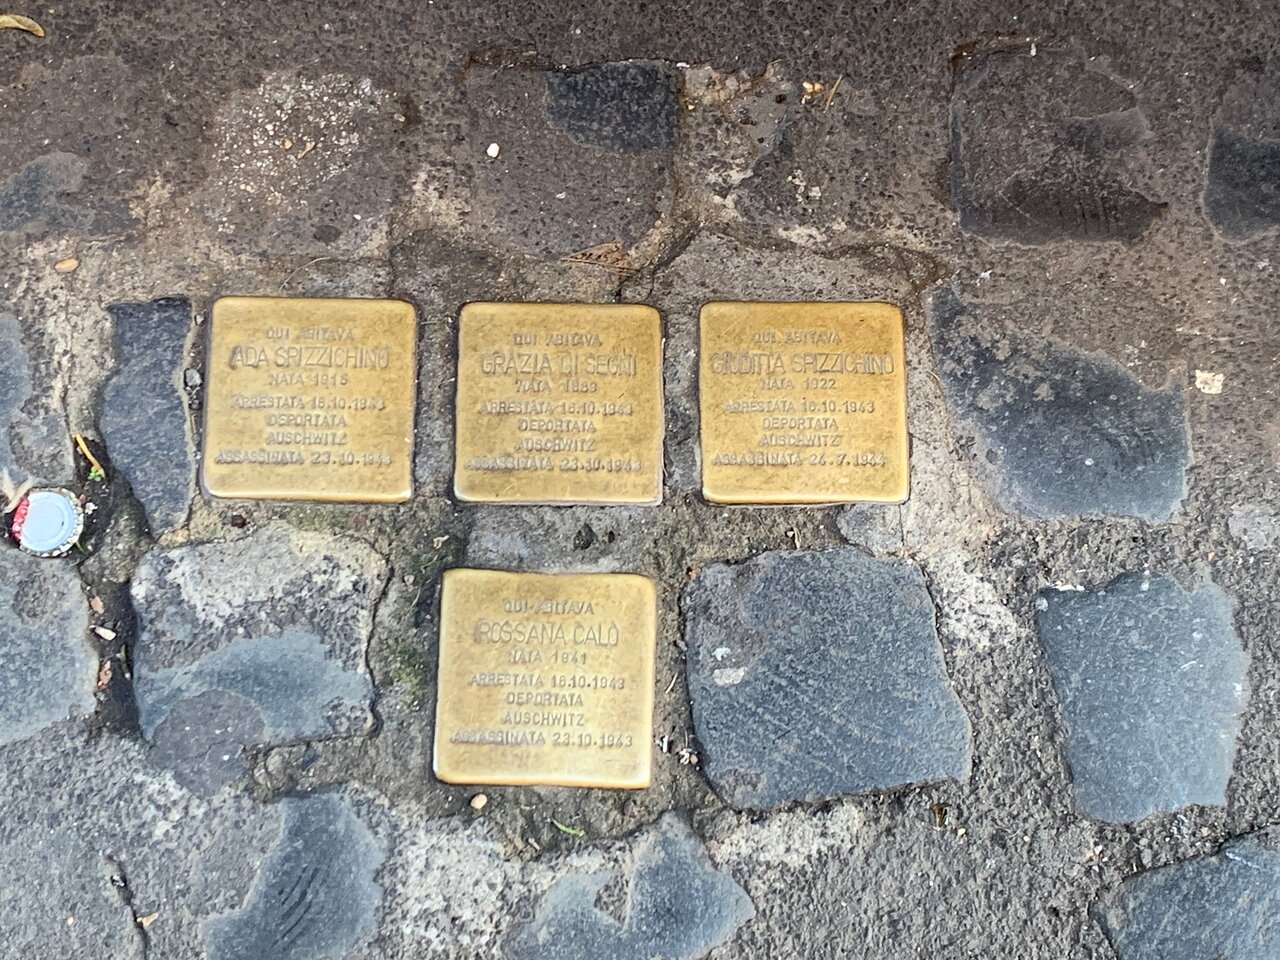 QUI ABITAVA
ADA SPIZZICHINO
NATA 1915
ARRESTATA 16.10.1943
DEPORTATA
AUSCHWITZ
ASSASSINATA 23.10.1943
QUI ABITAVA
GRAZIA DI SEGNI
NATA 1889
ARRESTATA 16.10.1943
DEPORTATA
AUSCHWITZ
ASSASSINATA 23.10.1943
QUI ABITAVA
GIUDITTA SPIZZICHINO
NATA 1922
ARRESTATA 16.10.1943
DEPORTATA
AUSCHWITZ
ASSASSINATA 24.7.1944
QUI ABITAVA
ROSSANA CALÒ
NATA 1941
ARRESTATA 16.10.1943
DEPORTATA
AUSCHWITZ
ASSASSINATA 23.10.1943